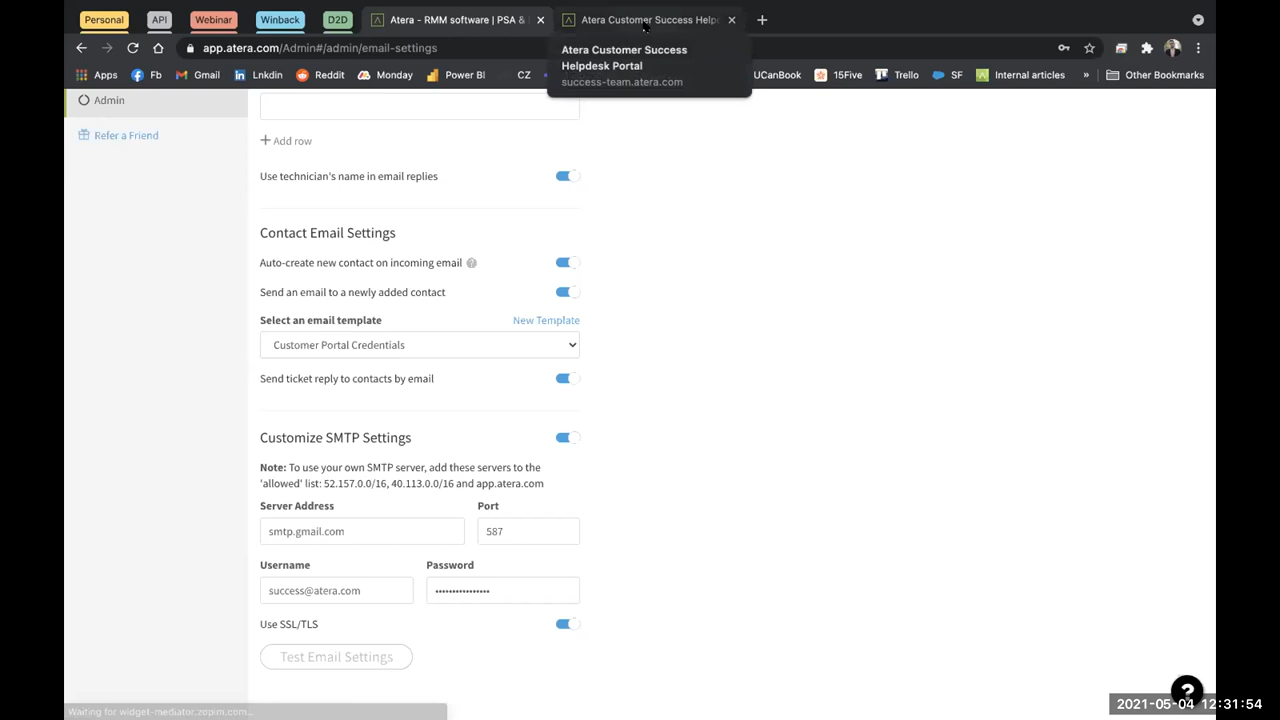 Personal API Webinar Winback D2D Atera - RMM software | PSA & Atera Customer Success Help
app.atera.com/Admin#/admin/email-settings
Atera Customer Success
Helpdesk Portal
success-team.atera.com
Apps Gmail Fb Lnkdin Reddit Monday Power BI CZ UCanBook 15Five Trello SF Internal articles » Other Bookmarks
Admin
Refer a Friend
+ Add row
Use technician's name in email replies
Contact Email Settings
Auto-create new contact on incoming email ?
Send an email to a newly added contact
Select an email template New Template
Customer Portal Credentials
Send ticket reply to contacts by email
Customize SMTP Settings
Note: To use your own SMTP server, add these servers to the
'allowed' list: 52.157.0.0/16, 40.113.0.0/16 and app.atera.com
Server Address Port
smtp.gmail.com 587
Username Password
success@atera.com ••••••••••••••••
Use SSL/TLS
Test Email Settings
?
Waiting for widget-mediator.zopim.com...
2021-05-04 12:31:54